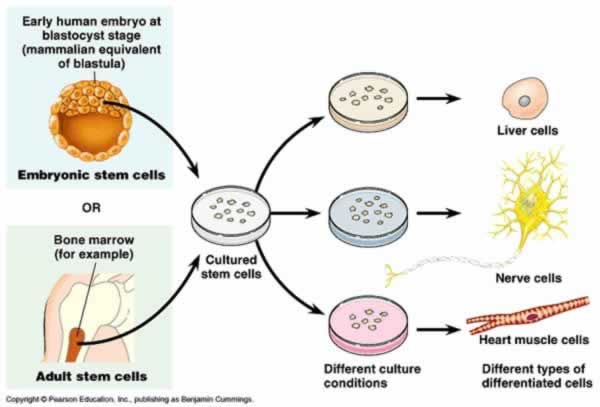 Early human embryo at
blastocyst stage
(mammalian equivalent
of blastula)
Embryonic stem cells
OR
Bone marrow
(for example)
Adult stem cells
Cultured
stem cells
Different culture
conditions
Liver cells
Nerve cells
Heart muscle cells
Different types of
differentiated cells
Copyright © Pearson Education, Inc., publishing as Benjamin Cummings.